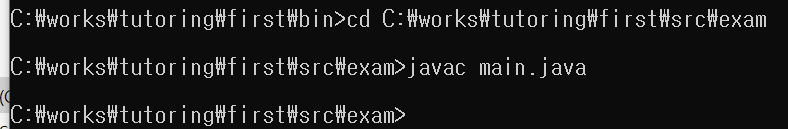 C:₩works₩tutoring₩first₩bin>cd C:₩works₩tutoring₩first₩src₩exam
C:₩works₩tutoring₩first₩src₩exam>javac main.java
C:₩works₩tutoring₩first₩src₩exam>